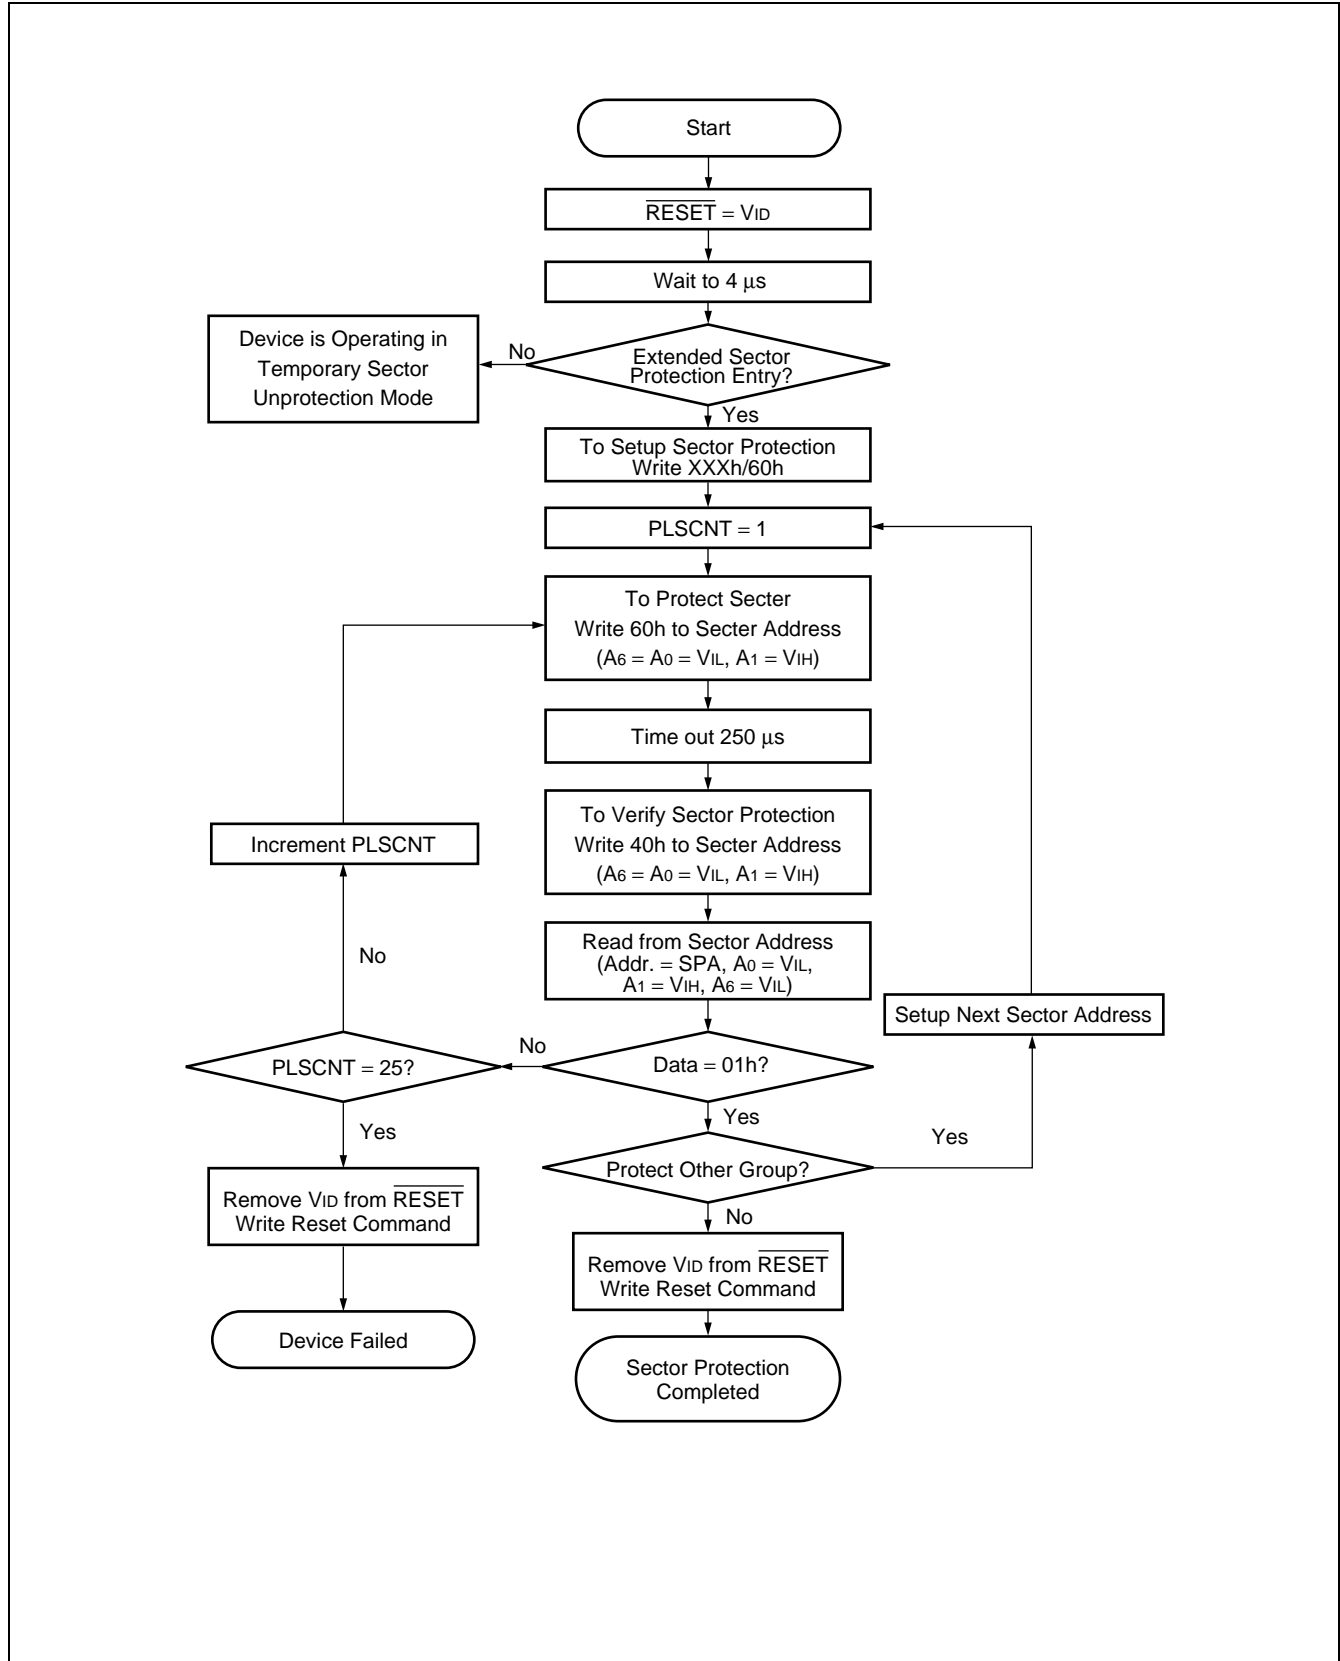 Start
RESET = VID
Wait to 4 μs
Device is Operating in
Temporary Sector
Unprotection Mode
No
Extended Sector
Protection Entry?
Yes
To Setup Sector Protection
Write XXXh/60h
PLSCNT = 1
To Protect Secter
Write 60h to Secter Address
(A6 = A0 = VIL, A1 = VIH)
Time out 250 μs
To Verify Sector Protection
Write 40h to Secter Address
(A6 = A0 = VIL, A1 = VIH)
Increment PLSCNT
Read from Sector Address
(Addr. = SPA, A0 = VIL,
A1 = VIH, A6 = VIL)
No
Setup Next Sector Address
PLSCNT = 25?
No
Data = 01h?
Yes
Yes
Protect Other Group?
Yes
Remove VID from RESET
Write Reset Command
No
Remove VID from RESET
Write Reset Command
Device Failed
Sector Protection
Completed